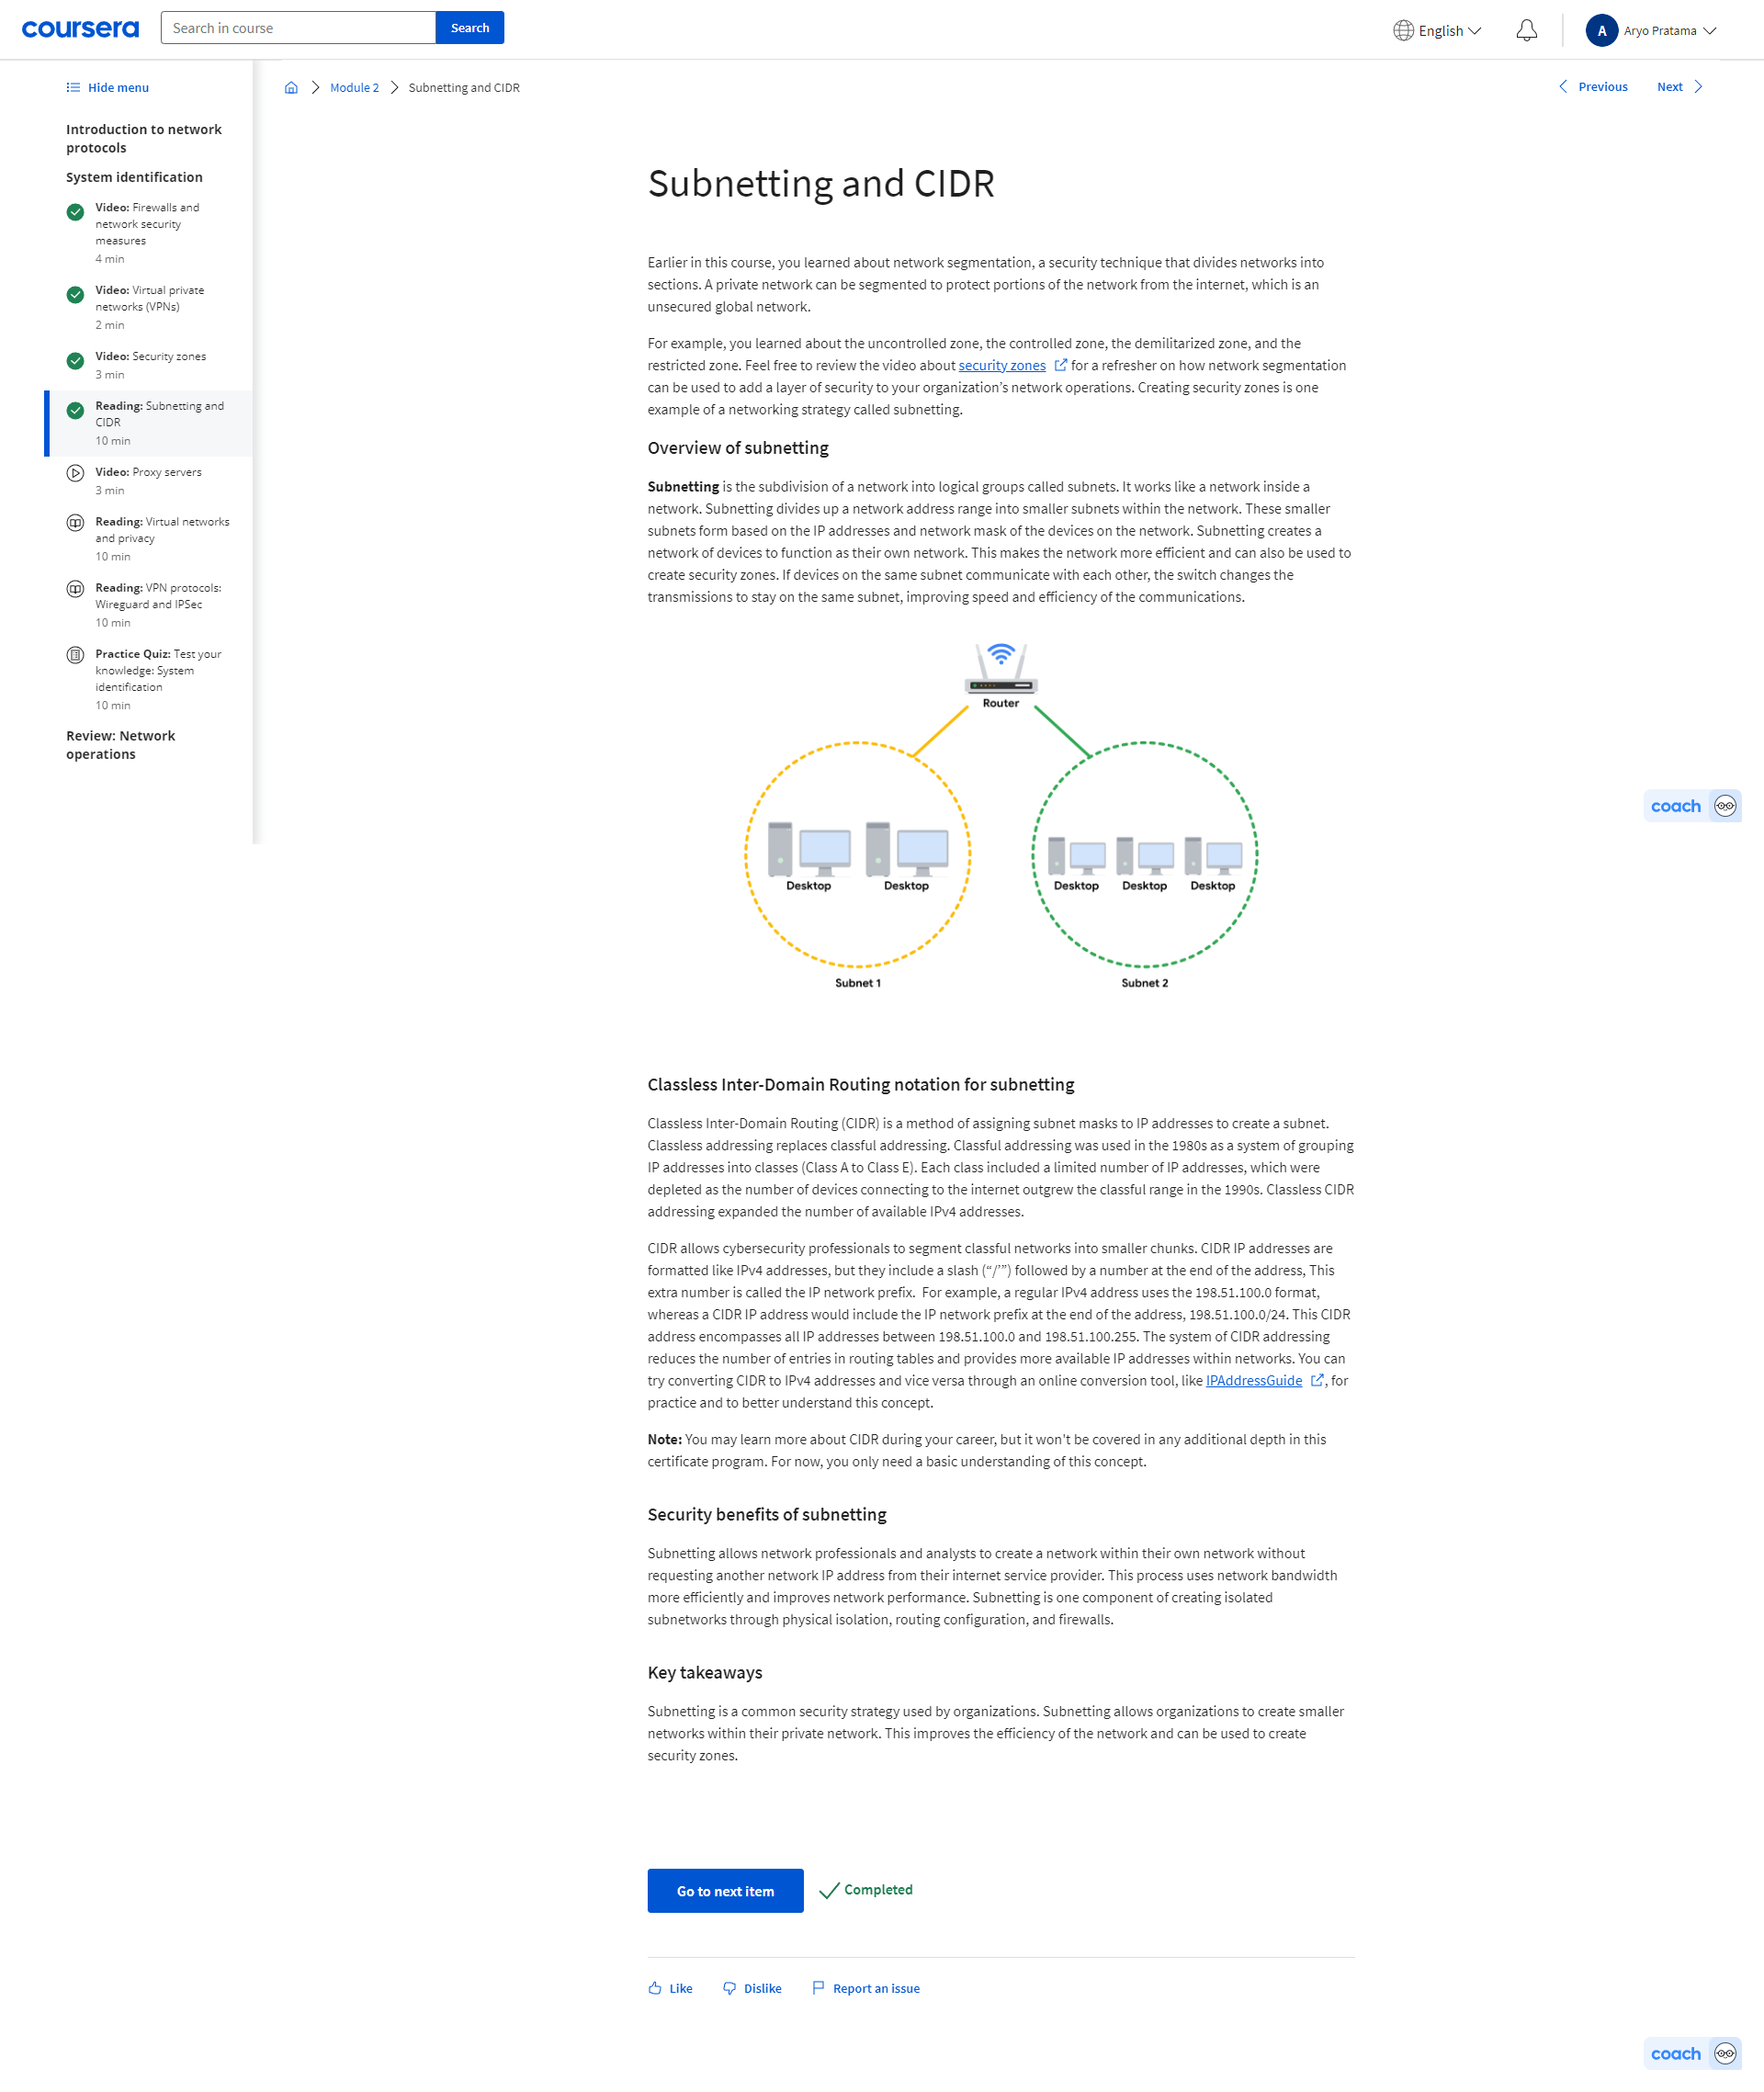 coursera
Search in course
Search
English
A
Aryo Pratama
Hide menu
Introduction to network
protocols
System identification
Video: Firewalls and
network security
measures
4 min
Video: Virtual private
networks (VPNs)
2 min
Video: Security zones
3 min
Reading: Subnetting and
CIDR
10 min
Video: Proxy servers
3 min
Reading: Virtual networks
and privacy
10 min
Reading: VPN protocols:
Wireguard and IPSec
10 min
Practice Quiz: Test your
knowledge: System
identification
10 min
Review: Network
operations
Module 2
Subnetting and CIDR
Previous
Next
Subnetting and CIDR
Earlier in this course, you learned about network segmentation, a security technique that divides networks into
sections. A private network can be segmented to protect portions of the network from the internet, which is an
unsecured global network.
For example, you learned about the uncontrolled zone, the controlled zone, the demilitarized zone, and the
restricted zone. Feel free to review the video about security zones for a refresher on how network segmentation
can be used to add a layer of security to your organization’s network operations. Creating security zones is one
example of a networking strategy called subnetting.
Overview of subnetting
Subnetting is the subdivision of a network into logical groups called subnets. It works like a network inside a
network. Subnetting divides up a network address range into smaller subnets within the network. These smaller
subnets form based on the IP addresses and network mask of the devices on the network. Subnetting creates a
network of devices to function as their own network. This makes the network more efficient and can also be used to
create security zones. If devices on the same subnet communicate with each other, the switch changes the
transmissions to stay on the same subnet, improving speed and efficiency of the communications.
Router
Desktop
Desktop
Desktop
Desktop
Desktop
Subnet 1
Subnet 2
coach
Classless Inter-Domain Routing notation for subnetting
Classless Inter-Domain Routing (CIDR) is a method of assigning subnet masks to IP addresses to create a subnet.
Classless addressing replaces classful addressing. Classful addressing was used in the 1980s as a system of grouping
IP addresses into classes (Class A to Class E). Each class included a limited number of IP addresses, which were
depleted as the number of devices connecting to the internet outgrew the classful range in the 1990s. Classless CIDR
addressing expanded the number of available IPv4 addresses.
CIDR allows cybersecurity professionals to segment classful networks into smaller chunks. CIDR IP addresses are
formatted like IPv4 addresses, but they include a slash (“/’”) followed by a number at the end of the address, This
extra number is called the IP network prefix.  For example, a regular IPv4 address uses the 198.51.100.0 format,
whereas a CIDR IP address would include the IP network prefix at the end of the address, 198.51.100.0/24. This CIDR
address encompasses all IP addresses between 198.51.100.0 and 198.51.100.255. The system of CIDR addressing
reduces the number of entries in routing tables and provides more available IP addresses within networks. You can
try converting CIDR to IPv4 addresses and vice versa through an online conversion tool, like IPAddressGuide, for
practice and to better understand this concept.
Note: You may learn more about CIDR during your career, but it won't be covered in any additional depth in this
certificate program. For now, you only need a basic understanding of this concept.
Security benefits of subnetting
Subnetting allows network professionals and analysts to create a network within their own network without
requesting another network IP address from their internet service provider. This process uses network bandwidth
more efficiently and improves network performance. Subnetting is one component of creating isolated
subnetworks through physical isolation, routing configuration, and firewalls.
Key takeaways
Subnetting is a common security strategy used by organizations. Subnetting allows organizations to create smaller
networks within their private network. This improves the efficiency of the network and can be used to create
security zones.
Go to next item
Completed
Like
Dislike
Report an issue
coach